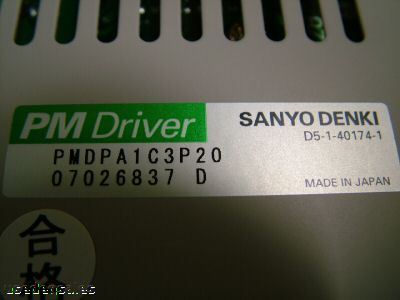 PM Driver
SANYO DENKI
D5-1-40174-1
PMDPA1C3P20
07026837 D
MADE IN JAPAN
合格